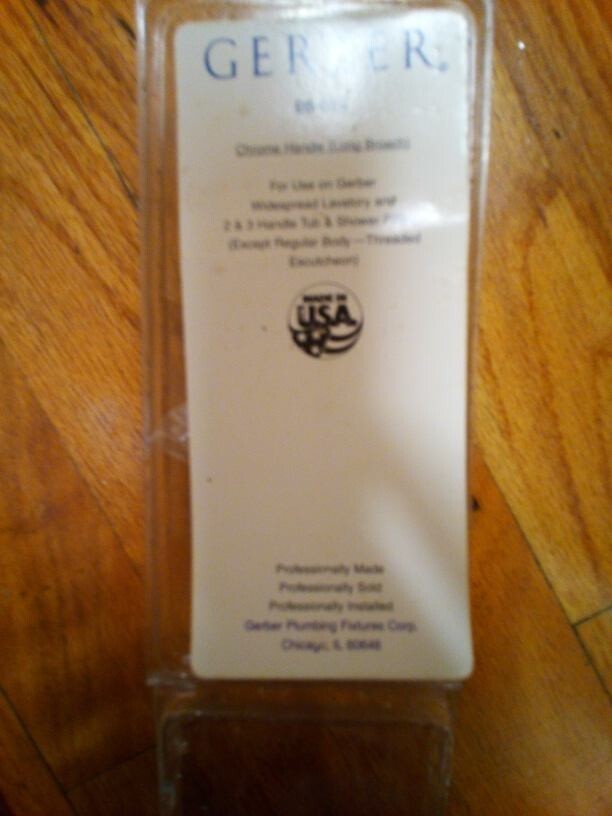 GERBER
Chrome Handle (Long Broach)
For Use on Gerber
Widespread Lavatory and
2 & 3 Handle Tub & Shower
(Except Regular Body—Threaded
Escutcheon)
MADE IN
USA
Professionally Made
Professionally Sold
Professionally Installed
Gerber Plumbing Fixtures Corp.
Chicago, IL 60646